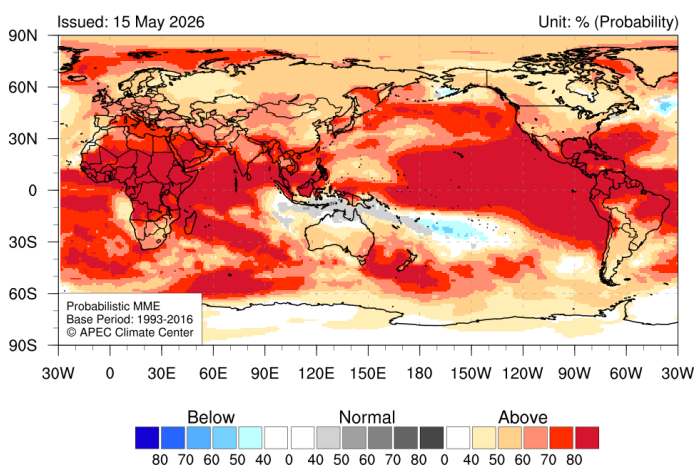 Issued: 15 May 2026
Unit: % (Probability)
90N
60N
30N
0
30S
60S
90S
Probabilistic MME
Base Period: 1993-2016
© APEC Climate Center
30W 0 30E 60E 90E 120E 150E 180 150W 120W 90W 60W 30W
Below Normal Above
80 70 60 50 40 0 40 50 60 70 80 0 40 50 60 70 80